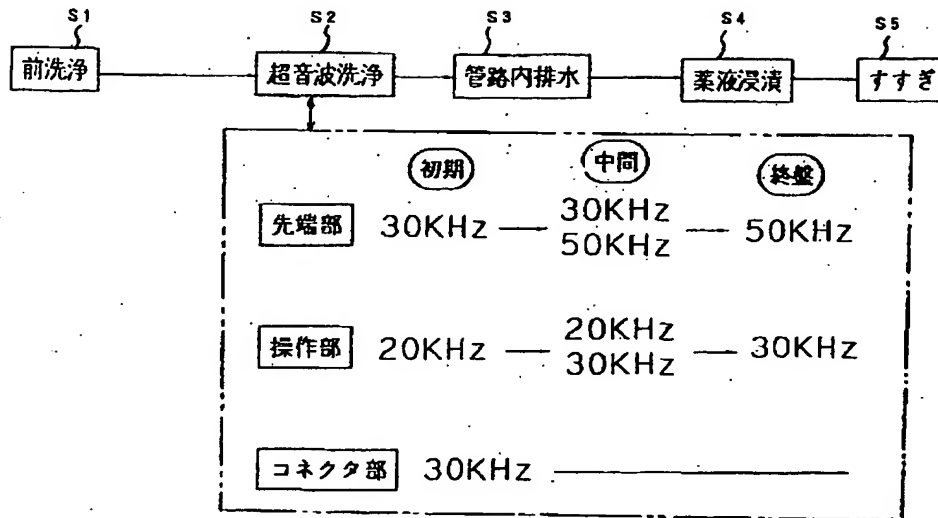 S1 S2 S3 S4 S5
前洗浄 超音波洗浄 管路内排水 薬液浸漬 すすぎ
初期 中間 終盤
先端部 30KHz 30KHz 50KHz
50KHz
操作部 20KHz 20KHz 30KHz
30KHz
コネクタ部 30KHz